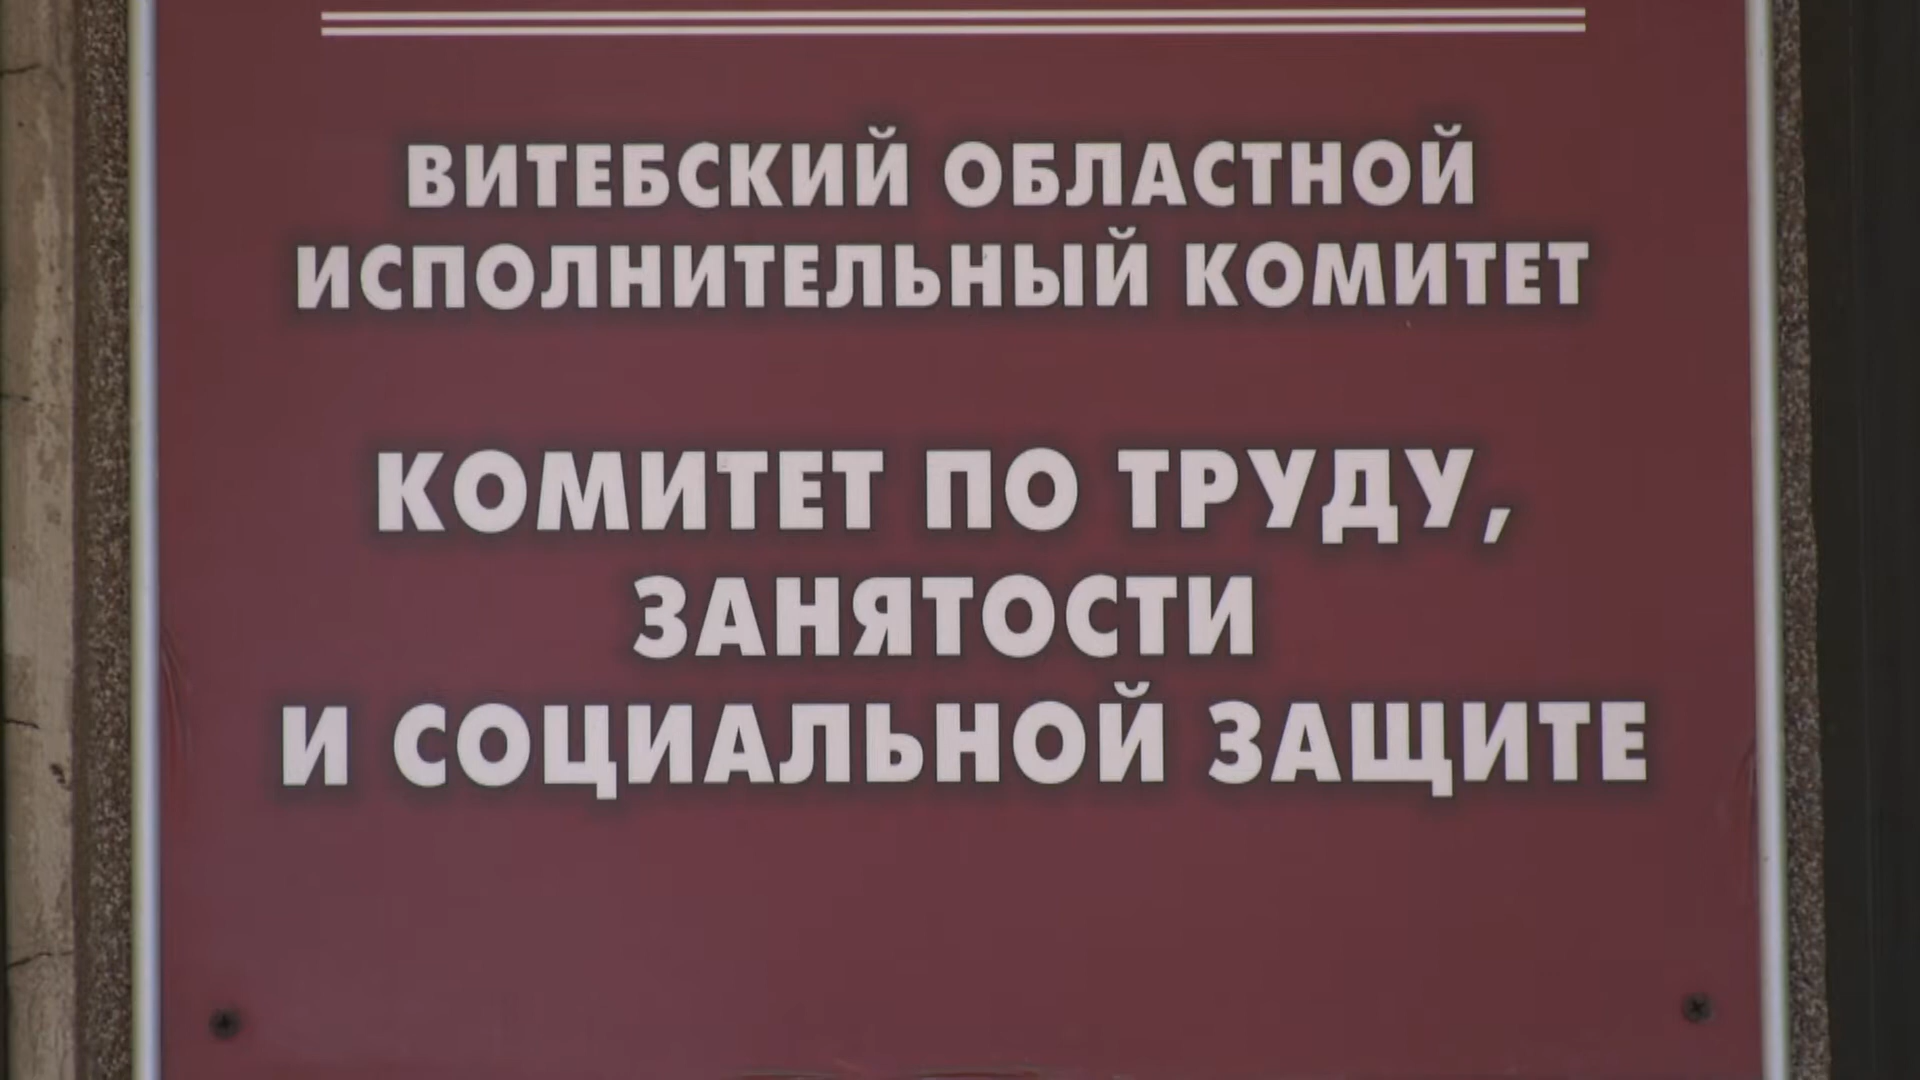 ВИТЕБСКИЙ ОБЛАСТНОЙ
ИСПОЛНИТЕЛЬНЫЙ КОМИТЕТ
КОМИТЕТ ПО ТРУДУ,
ЗАНЯТОСТИ
И СОЦИАЛЬНОЙ ЗАЩИТЕ